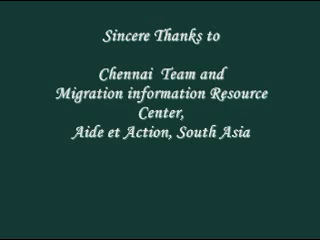 Sincere Thanks to
Chennai Team and
Migration information Resource
Center,
Aide et Action, South Asia